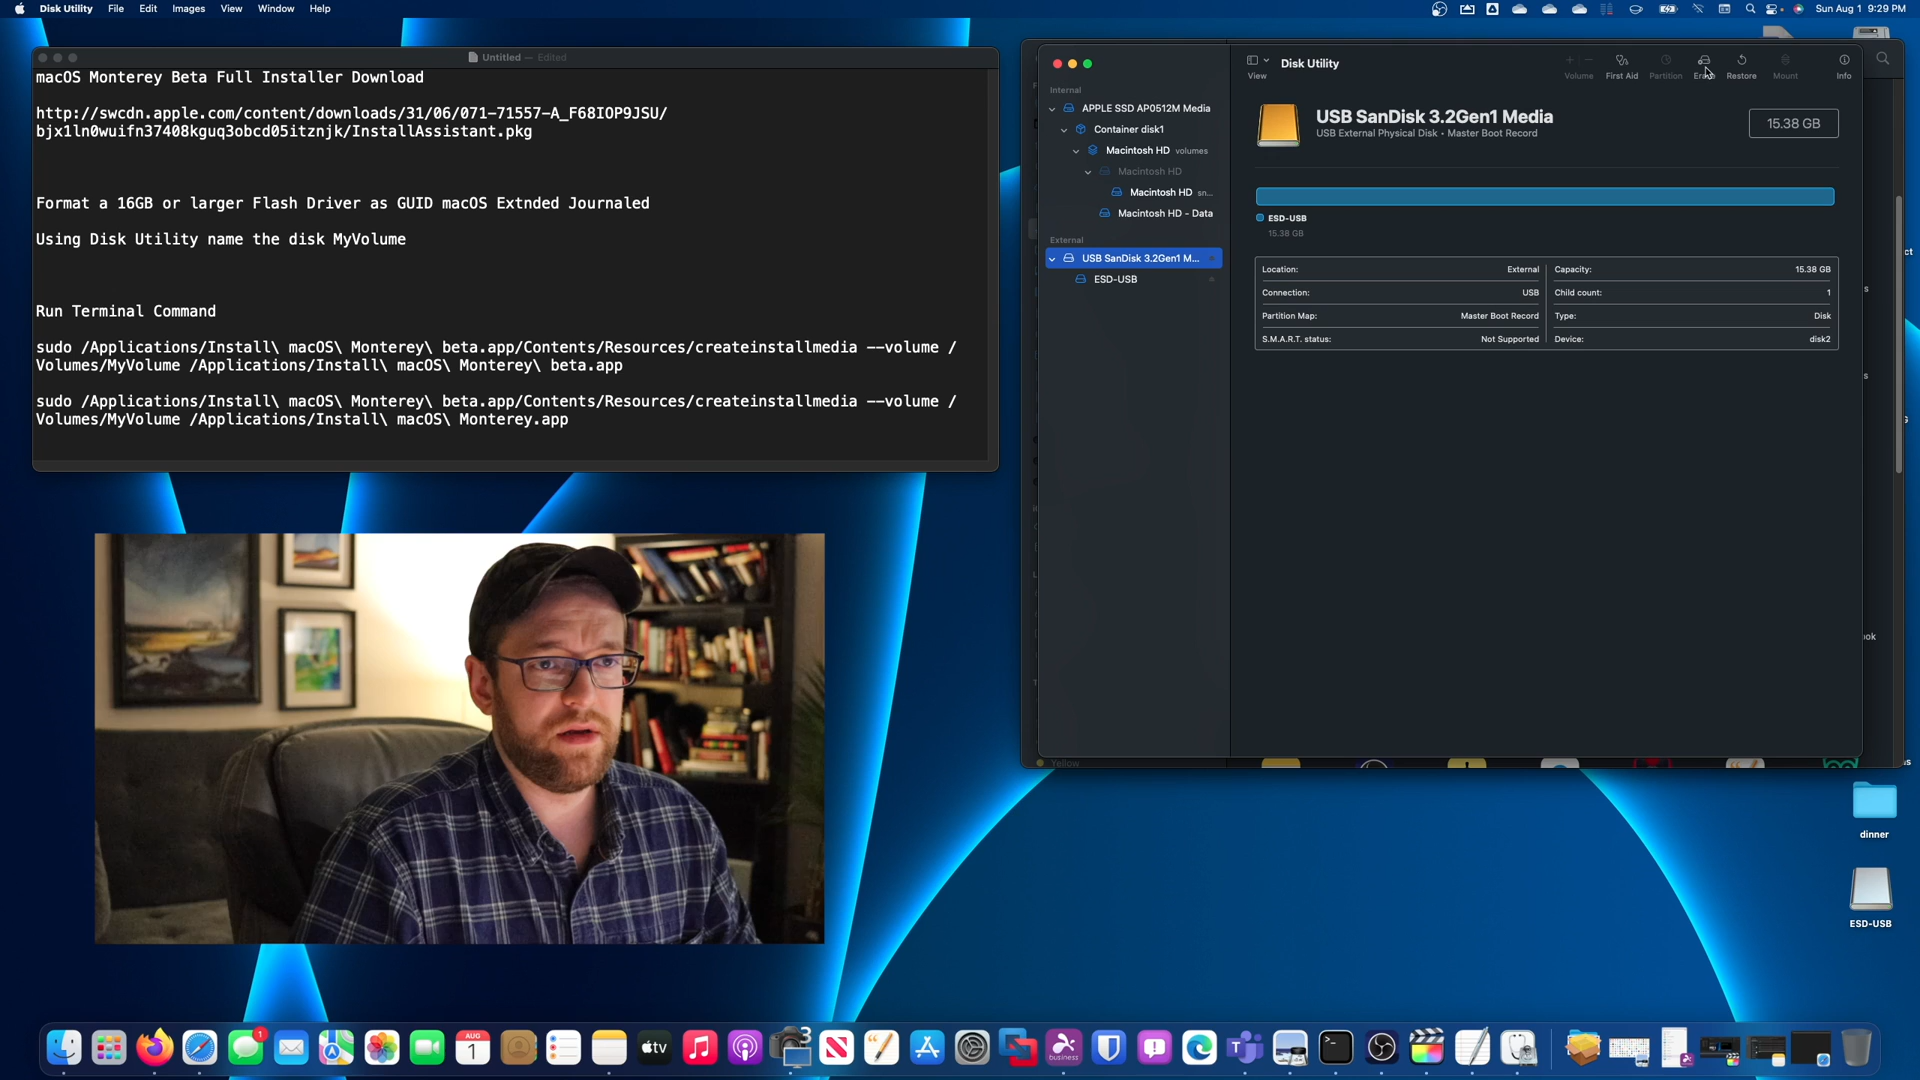 Disk Utility File Edit Images View Window Help
Sun Aug 1 9:29 PM
Untitled — Edited
macOS Monterey Beta Full Installer Download
http://swcdn.apple.com/content/downloads/31/06/071-71557-A_F68IOP9JSU/
bjx1ln0wuifn37408kguq3obcd05itznjk/InstallAssistant.pkg
Format a 16GB or larger Flash Driver as GUID macOS Extnded Journaled
Using Disk Utility name the disk MyVolume
Run Terminal Command
sudo /Applications/Install\ macOS\ Monterey\ beta.app/Contents/Resources/createinstallmedia --volume /
Volumes/MyVolume /Applications/Install\ macOS\ Monterey\ beta.app
sudo /Applications/Install\ macOS\ Monterey\ beta.app/Contents/Resources/createinstallmedia --volume /
Volumes/MyVolume /Applications/Install\ macOS\ Monterey.app
View
Disk Utility
Volume First Aid Partition Erase Restore Mount Info
Internal
APPLE SSD AP0512M Media
Container disk1
Macintosh HD volumes
Macintosh HD
Macintosh HD sn...
Macintosh HD - Data
External
USB SanDisk 3.2Gen1 M...
ESD-USB
USB SanDisk 3.2Gen1 Media
USB External Physical Disk • Master Boot Record
15.38 GB
ESD-USB
15.38 GB
Location: External
Capacity: 15.38 GB
Connection: USB
Child count: 1
Partition Map: Master Boot Record
Type: Disk
S.M.A.R.T. status: Not Supported
Device: disk2
Yellow
dinner
ESD-USB
1
AUG
1
tv
3
business